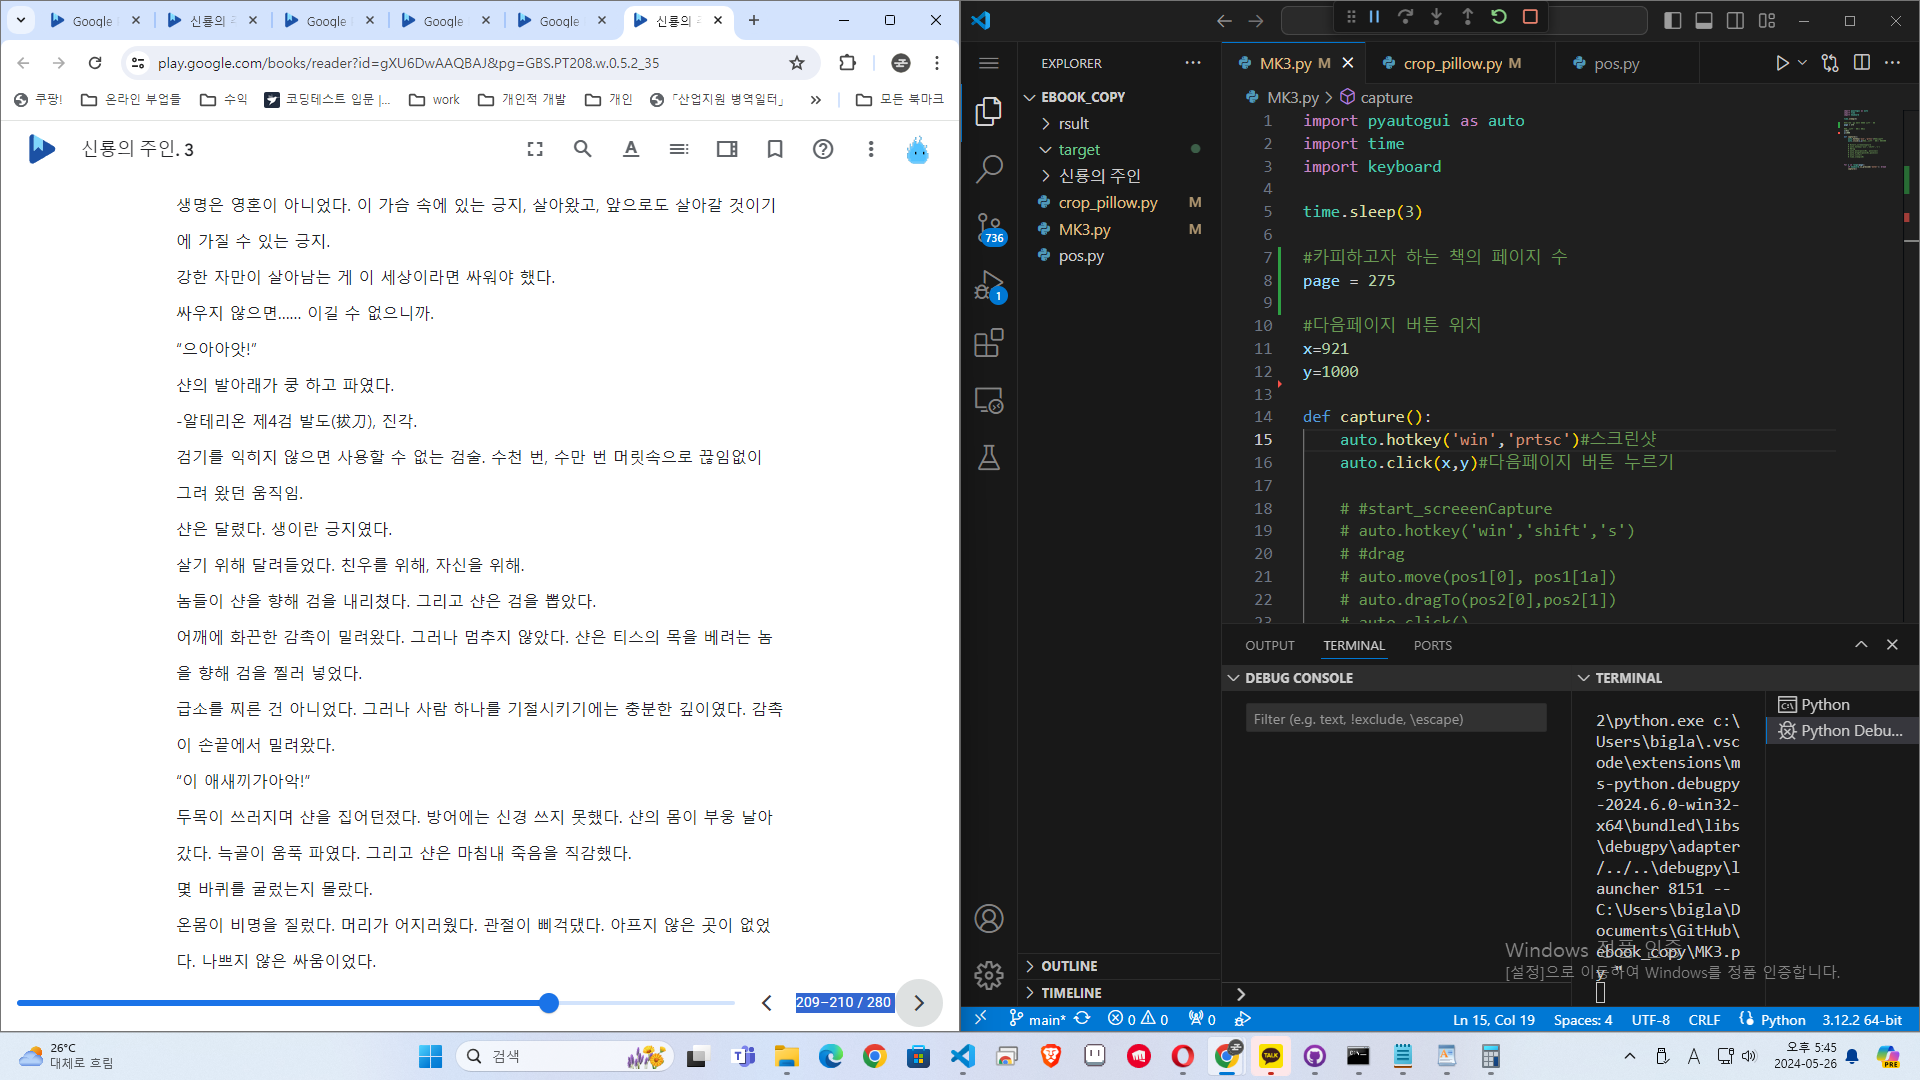 Google
신룡의 주
Google
Google
Google
신룡의 주
play.google.com/books/reader?id=gXU6DwAAQBAJ&pg=GBS.PT208.w.0.5.2_35
쿠팡!
온라인 부업들
수익
코딩테스트 입문 |...
work
개인적 개발
개인
「산업지원 병역일터」
»
모든 북마크
신룡의 주인. 3
생명은 영혼이 아니었다. 이 가슴 속에 있는 긍지, 살아왔고, 앞으로도 살아갈 것이기
에 가질 수 있는 긍지.
강한 자만이 살아남는 게 이 세상이라면 싸워야 했다.
싸우지 않으면...... 이길 수 없으니까.
“으아아앗!”
샨의 발아래가 쿵 하고 파였다.
-알테리온 제4검 발도(拔刀), 진각.
검기를 익히지 않으면 사용할 수 없는 검술. 수천 번, 수만 번 머릿속으로 끊임없이
그려 왔던 움직임.
샨은 달렸다. 생이란 긍지였다.
살기 위해 달려들었다. 친우를 위해, 자신을 위해.
놈들이 샨을 향해 검을 내리쳤다. 그리고 샨은 검을 뽑았다.
어깨에 화끈한 감촉이 밀려왔다. 그러나 멈추지 않았다. 샨은 티스의 목을 베려는 놈
을 향해 검을 찔러 넣었다.
급소를 찌른 건 아니었다. 그러나 사람 하나를 기절시키기에는 충분한 깊이였다. 감촉
이 손끝에서 밀려왔다.
“이 애새끼가아악!”
두목이 쓰러지며 샨을 집어던졌다. 방어에는 신경 쓰지 못했다. 샨의 몸이 부웅 날아
갔다. 늑골이 움푹 파였다. 그리고 샨은 마침내 죽음을 직감했다.
몇 바퀴를 굴렀는지 몰랐다.
온몸이 비명을 질렀다. 머리가 어지러웠다. 관절이 삐걱댔다. 아프지 않은 곳이 없었
다. 나쁘지 않은 싸움이었다.
209–210 / 280
EXPLORER
EBOOK_COPY
rsult
target
신룡의 주인
crop_pillow.py M
MK3.py M
pos.py
OUTLINE
TIMELINE
736
1
MK3.py M
crop_pillow.py M
pos.py
MK3.py > capture
1 import pyautogui as auto
2 import time
3 import keyboard
4
5 time.sleep(3)
6
7 #카피하고자 하는 책의 페이지 수
8 page = 275
9
10 #다음페이지 버튼 위치
11 x=921
12 y=1000
13
14 def capture():
15 auto.hotkey('win','prtsc')#스크린샷
16 auto.click(x,y)#다음페이지 버튼 누르기
17
18 # #start_screeenCapture
19 # auto.hotkey('win','shift','s')
20 # #drag
21 # auto.move(pos1[0], pos1[1a])
22 # auto.dragTo(pos2[0],pos2[1])
23 # auto.click()
OUTPUT
TERMINAL
PORTS
DEBUG CONSOLE
Filter (e.g. text, !exclude, \escape)
TERMINAL
2\python.exe c:\
Users\bigla\.vsc
ode\extensions\m
s-python.debugpy
-2024.6.0-win32-
x64\bundled\libs
\debugpy\adapter
/../..\debugpy\l
auncher 8151 --
C:\Users\bigla\D
ocuments\GitHub\
ebook_copy\MK3.p
y "
Python
Python Debu...
Windows 정품 인증
[설정]으로 이동하여 Windows를 정품 인증합니다.
main*
0 0
0
Ln 15, Col 19
Spaces: 4
UTF-8
CRLF
Python
3.12.2 64-bit
26°C
대체로 흐림
검색
TALK
A
오후 5:45
2024-05-26
PRE